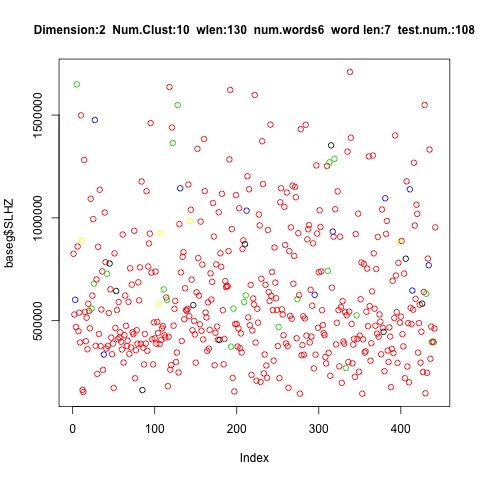 Dimension:2 Num.Clust:10 wlen:130 num.words6 word len:7 test.num.:108
1500000
1000000
500000
baseg$SLHZ
0 100 200 300 400
Index